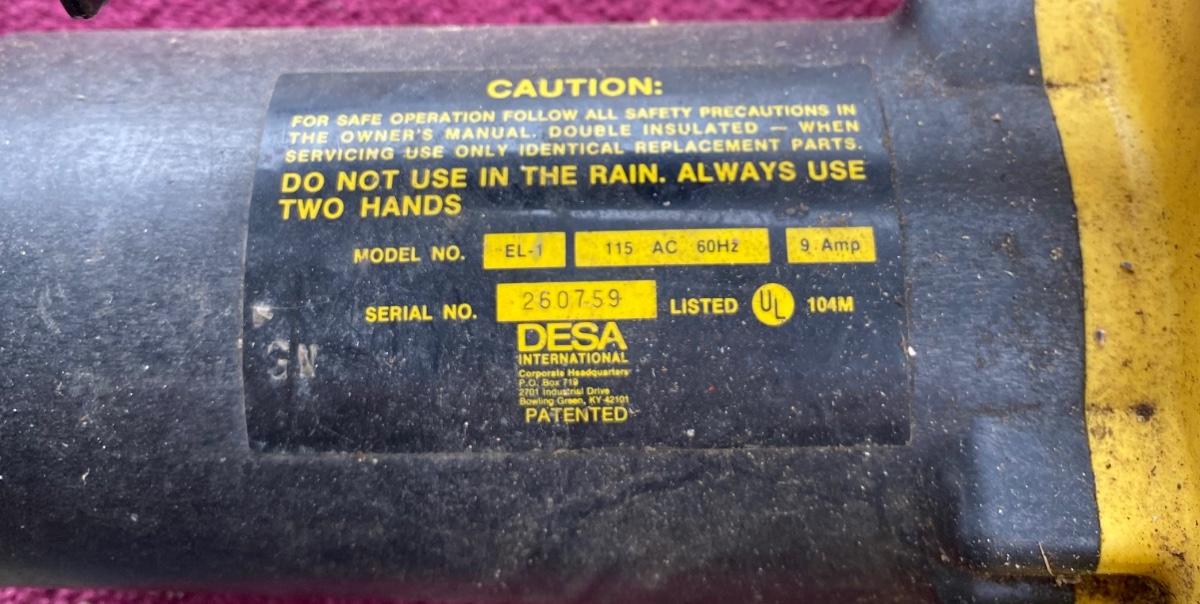 CAUTION:
FOR SAFE OPERATION FOLLOW ALL SAFETY PRECAUTIONS IN
THE OWNER'S MANUAL. DOUBLE INSULATED — WHEN
SERVICING USE ONLY IDENTICAL REPLACEMENT PARTS.
DO NOT USE IN THE RAIN. ALWAYS USE
TWO HANDS
MODEL NO. EL-1 115 AC 60Hz 9 Amp
SERIAL NO. 260759 LISTED UL 104M
DESA
INTERNATIONAL
Corporate Headquarters
P.O. Box 719
2701 Industrial Drive
Bowling Green, KY 42101
PATENTED
GN